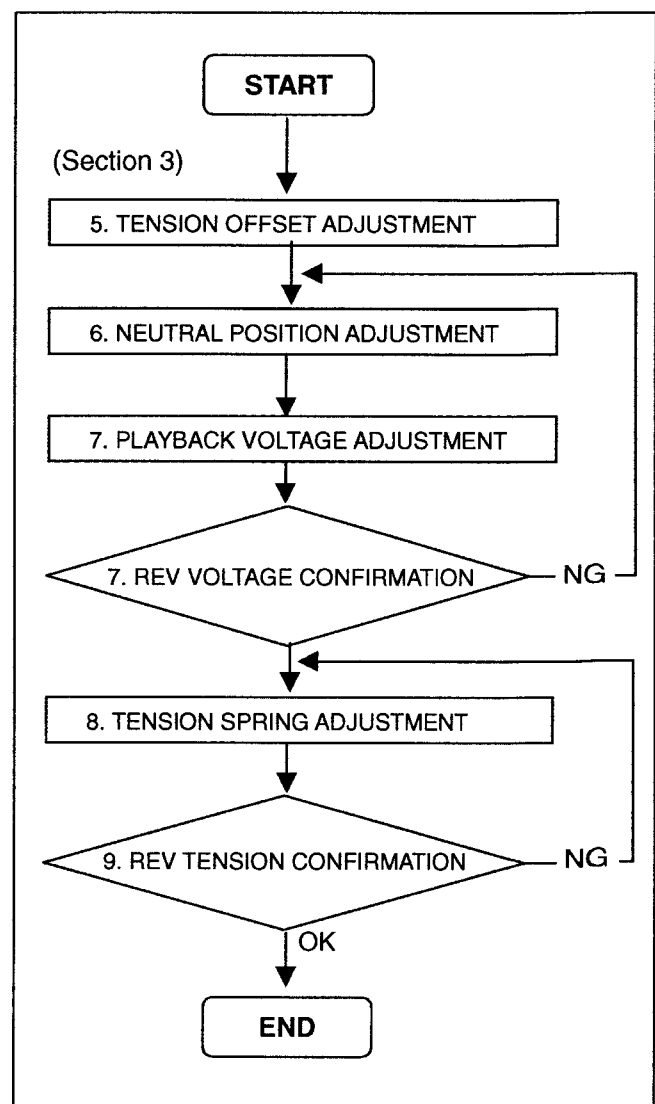 START
(Section 3)
5. TENSION OFFSET ADJUSTMENT
6. NEUTRAL POSITION ADJUSTMENT
7. PLAYBACK VOLTAGE ADJUSTMENT
7. REV VOLTAGE CONFIRMATION
NG
8. TENSION SPRING ADJUSTMENT
9. REV TENSION CONFIRMATION
NG
OK
END